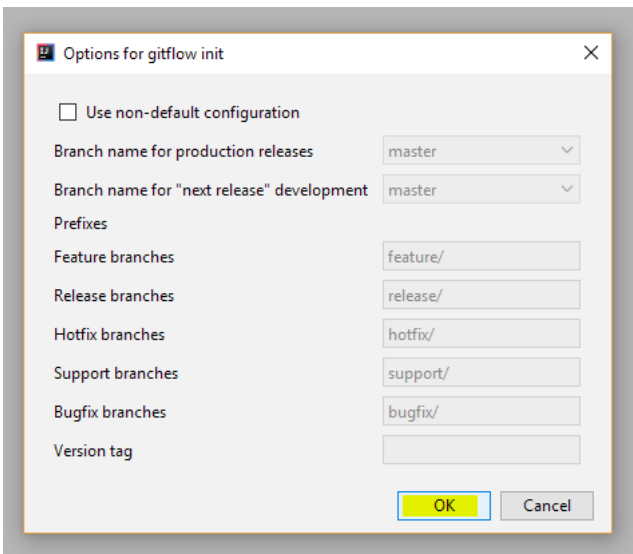 Options for gitflow init
Use non-default configuration
Branch name for production releases master
Branch name for "next release" development master
Prefixes
Feature branches feature/
Release branches release/
Hotfix branches hotfix/
Support branches support/
Bugfix branches bugfix/
Version tag
OK Cancel